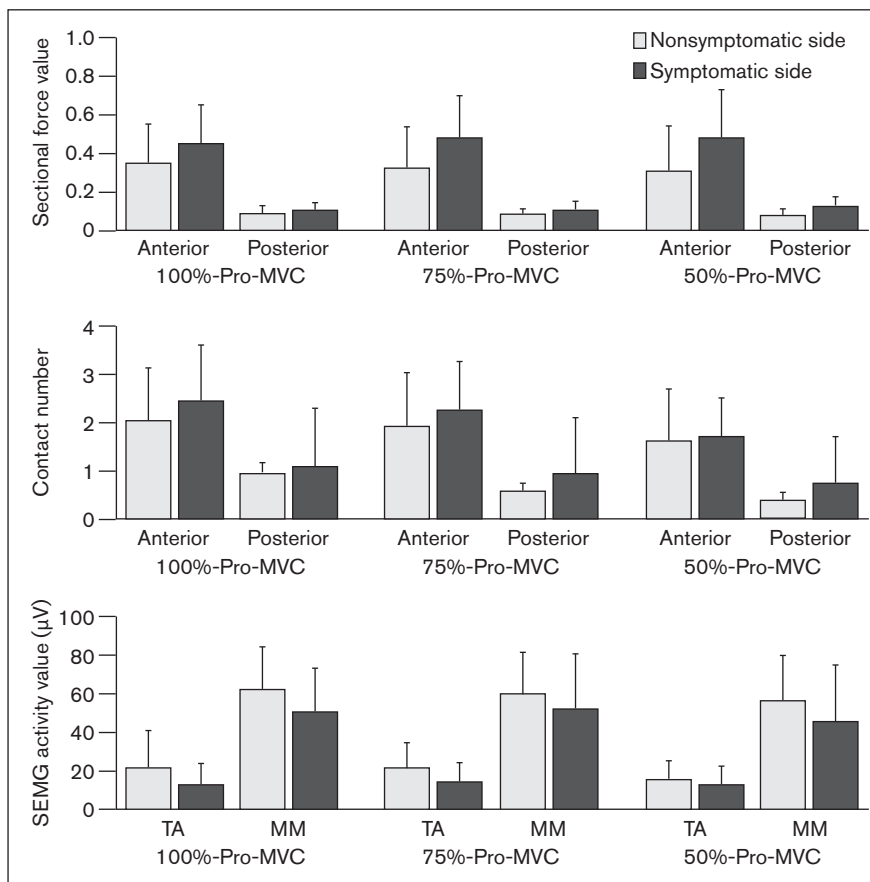 Nonsymptomatic side
Symptomatic side
Sectional force value
1.0
0.8
0.6
0.4
0.2
0
Anterior Posterior Anterior Posterior Anterior Posterior
100%-Pro-MVC 75%-Pro-MVC 50%-Pro-MVC
Contact number
4
3
2
1
0
Anterior Posterior Anterior Posterior Anterior Posterior
100%-Pro-MVC 75%-Pro-MVC 50%-Pro-MVC
SEMG activity value (µV)
100
80
60
40
20
0
TA MM TA MM TA MM
100%-Pro-MVC 75%-Pro-MVC 50%-Pro-MVC